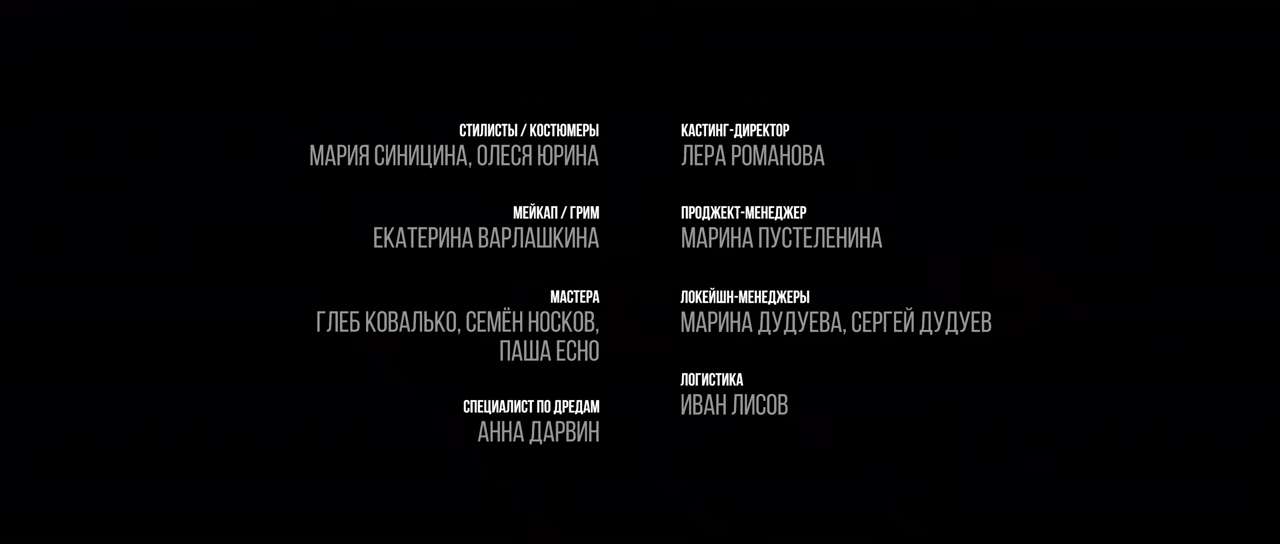 СТИЛИСТЫ / КОСТЮМЕРЫ
МАРИЯ СИНИЦИНА, ОЛЕСЯ ЮРИНА
МЕЙКАП / ГРИМ
ЕКАТЕРИНА ВАРЛАШКИНА
МАСТЕРА
ГЛЕБ КОВАЛЬКО, СЕМЁН НОСКОВ,
ПАША ЕСНО
СПЕЦИАЛИСТ ПО ДРЕДАМ
АННА ДАРВИН
КАСТИНГ-ДИРЕКТОР
ЛЕРА РОМАНОВА
ПРОДЖЕКТ-МЕНЕДЖЕР
МАРИНА ПУСТЕЛЕНИНА
ЛОКЕЙШН-МЕНЕДЖЕРЫ
МАРИНА ДУДУЕВА, СЕРГЕЙ ДУДУЕВ
ЛОГИСТИКА
ИВАН ЛИСОВ